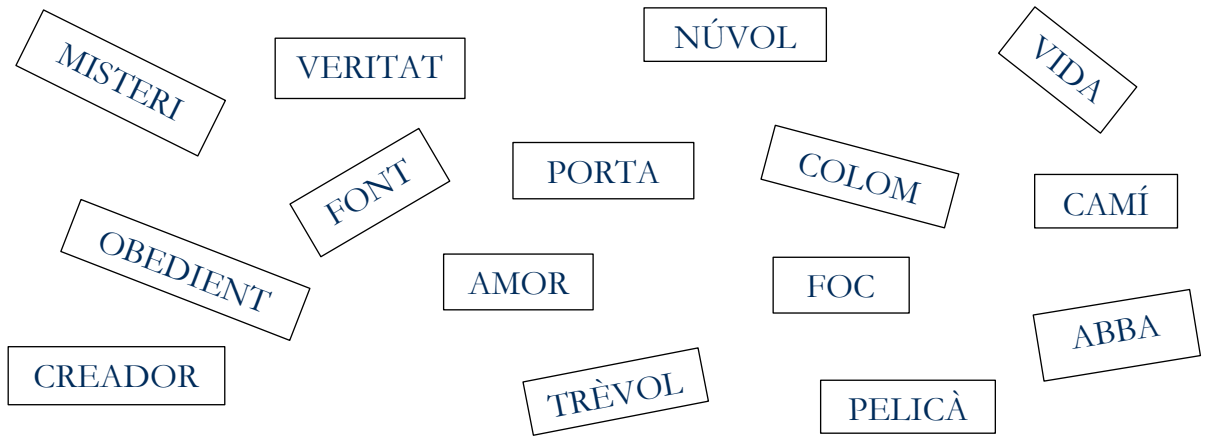 MISTERI
VERITAT
NÚVOL
VIDA
FONT
PORTA
COLOM
CAMÍ
OBEDIENT
AMOR
FOC
ABBA
CREADOR
TRÈVOL
PELICÀ